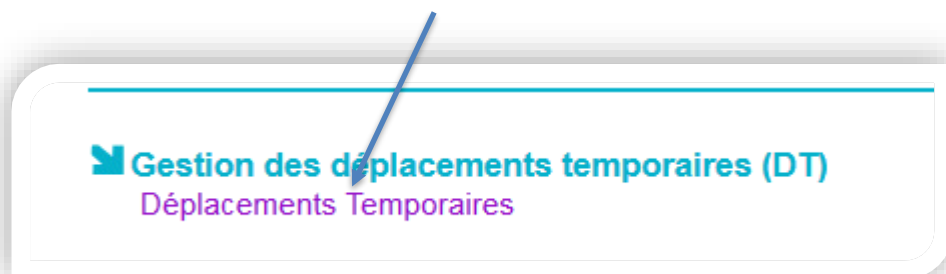 Gestion des déplacements temporaires (DT)
Déplacements Temporaires